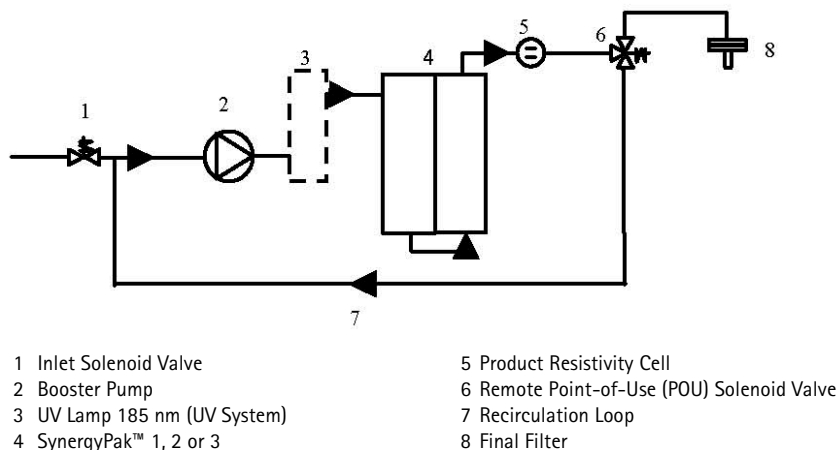 5
6
3
4
8
2
1
7
1 Inlet Solenoid Valve
2 Booster Pump
3 UV Lamp 185 nm (UV System)
4 SynergyPak™ 1, 2 or 3
5 Product Resistivity Cell
6 Remote Point-of-Use (POU) Solenoid Valve
7 Recirculation Loop
8 Final Filter